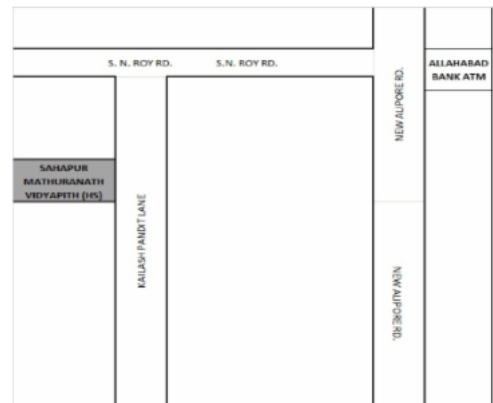 S. N. ROY RD.
S.N. ROY RD.
NEW ALIPORE RD.
ALLAHABAD
BANK ATM
SAHAPUR
MATHURANATH
VIDYAPITH (HS)
KAILASH PANDIT LANE
NEW ALIPORE RD.